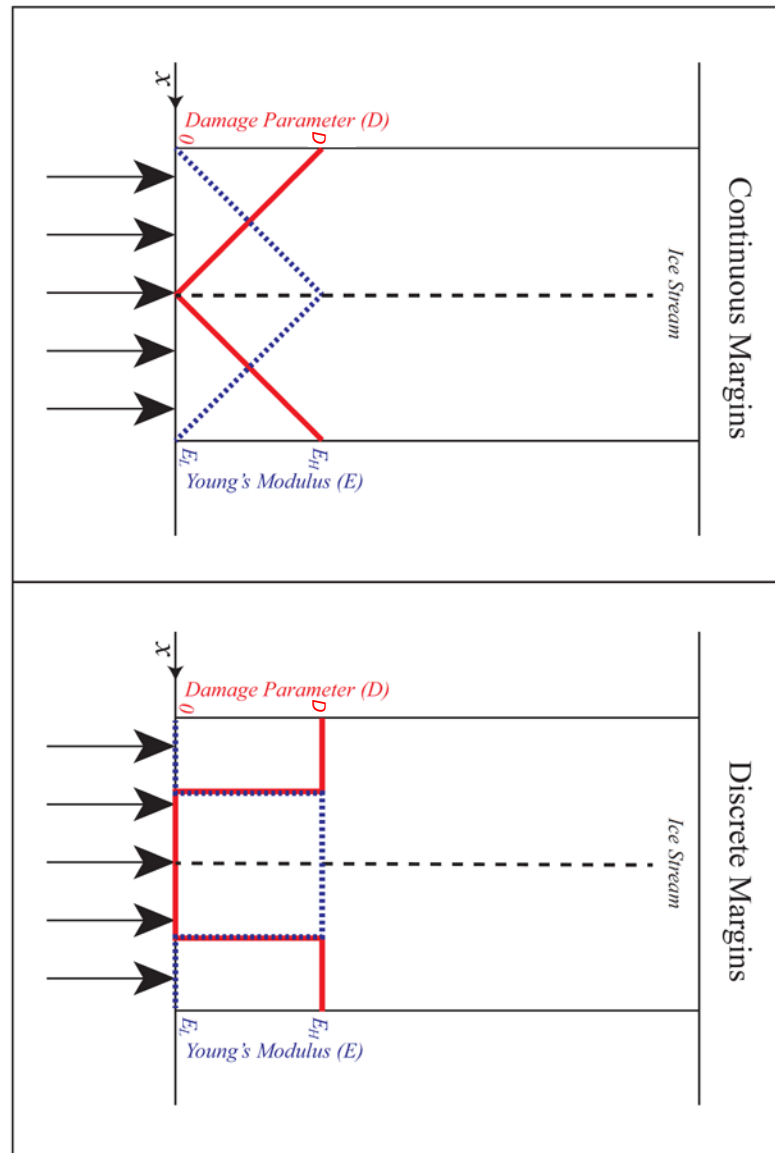 Continuous Margins
x
Damage Parameter (D)
0
D
Ice Stream
E_L
E_H
Young's Modulus (E)
Discrete Margins
x
Damage Parameter (D)
0
D
Ice Stream
E_L
E_H
Young's Modulus (E)